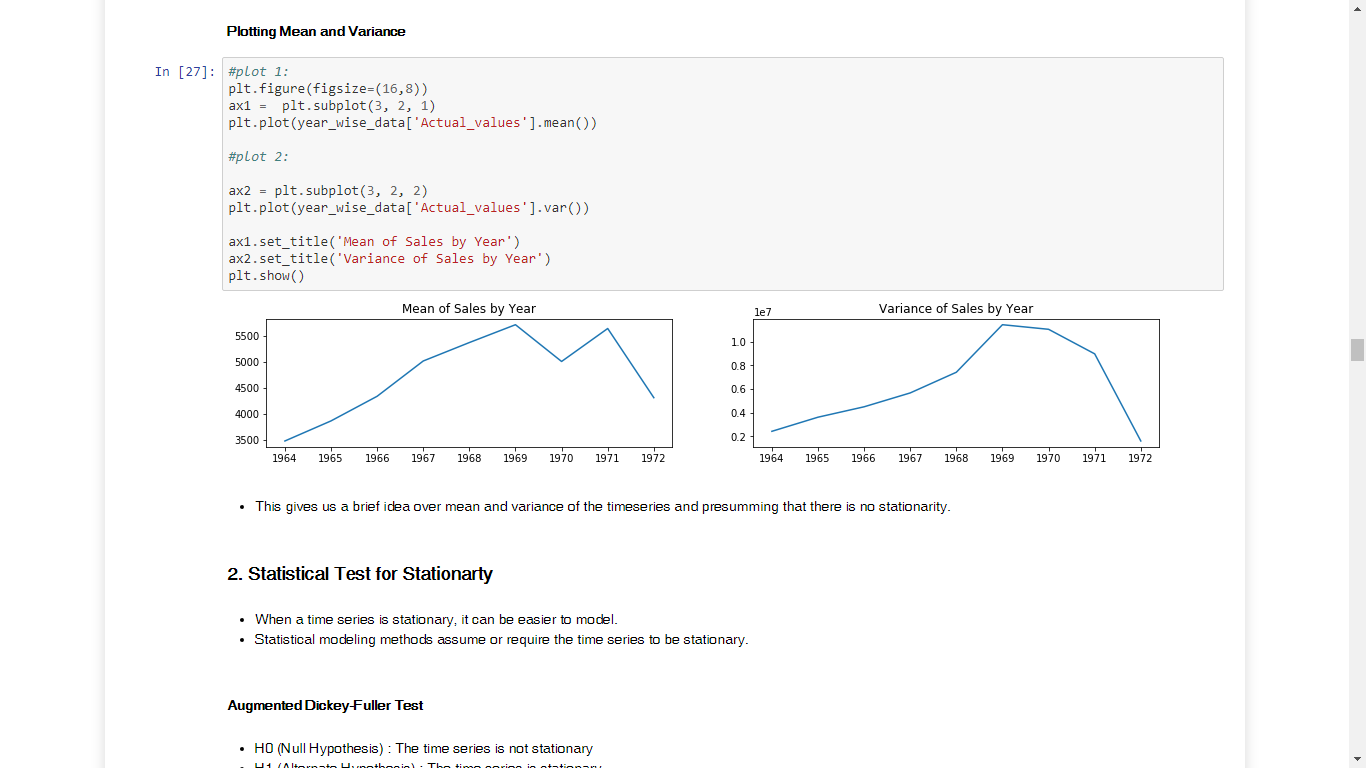 Plotting Mean and Variance
In [27]: #plot 1:
plt.figure(figsize=(16,8))
ax1 =  plt.subplot(3, 2, 1)
plt.plot(year_wise_data['Actual_values'].mean())
#plot 2:
ax2 = plt.subplot(3, 2, 2)
plt.plot(year_wise_data['Actual_values'].var())
ax1.set_title('Mean of Sales by Year')
ax2.set_title('Variance of Sales by Year')
plt.show()
Mean of Sales by Year
5500
5000
4500
4000
3500
1964 1965 1966 1967 1968 1969 1970 1971 1972
Variance of Sales by Year
1e7
1.0
0.8
0.6
0.4
0.2
1964 1965 1966 1967 1968 1969 1970 1971 1972
• This gives us a brief idea over mean and variance of the timeseries and presumming that there is no stationarity.
2. Statistical Test for Stationarty
• When a time series is stationary, it can be easier to model.
• Statistical modeling methods assume or require the time series to be stationary.
Augmented Dickey-Fuller Test
• H0 (Null Hypothesis) : The time series is not stationary
• H1 (Alternate Hypothesis) : The time series is stationary